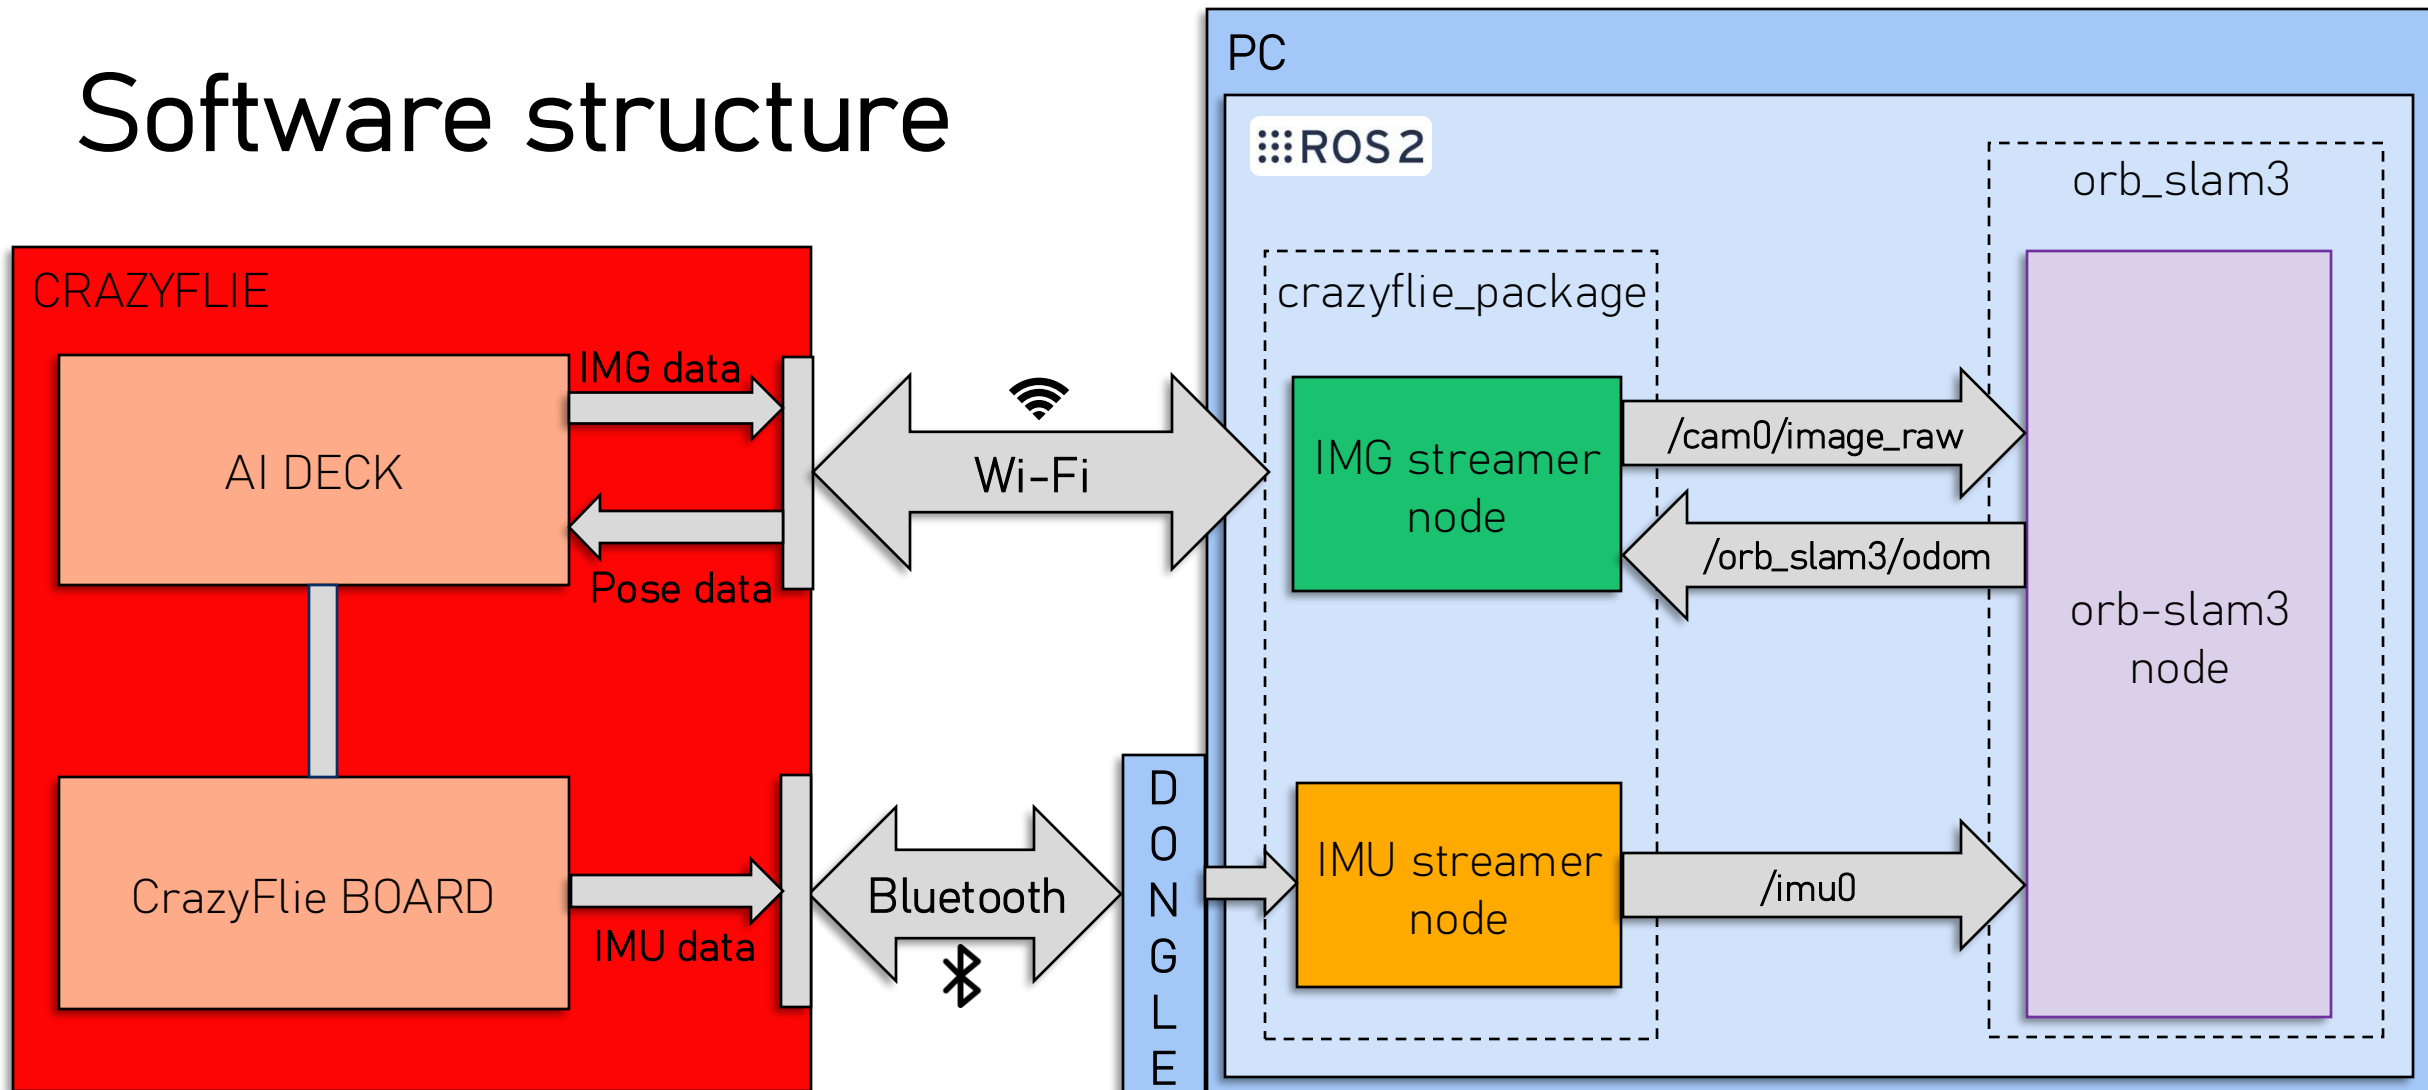 Software structure
PC
ROS 2
orb_slam3
CRAZYFLIE
crazyflie_package
IMG data
AI DECK
Pose data
Wi-Fi
IMG streamer
node
/cam0/image_raw
/orb_slam3/odom
orb-slam3
node
CrazyFlie BOARD
IMU data
Bluetooth
D
O
N
G
L
E
IMU streamer
node
/imu0